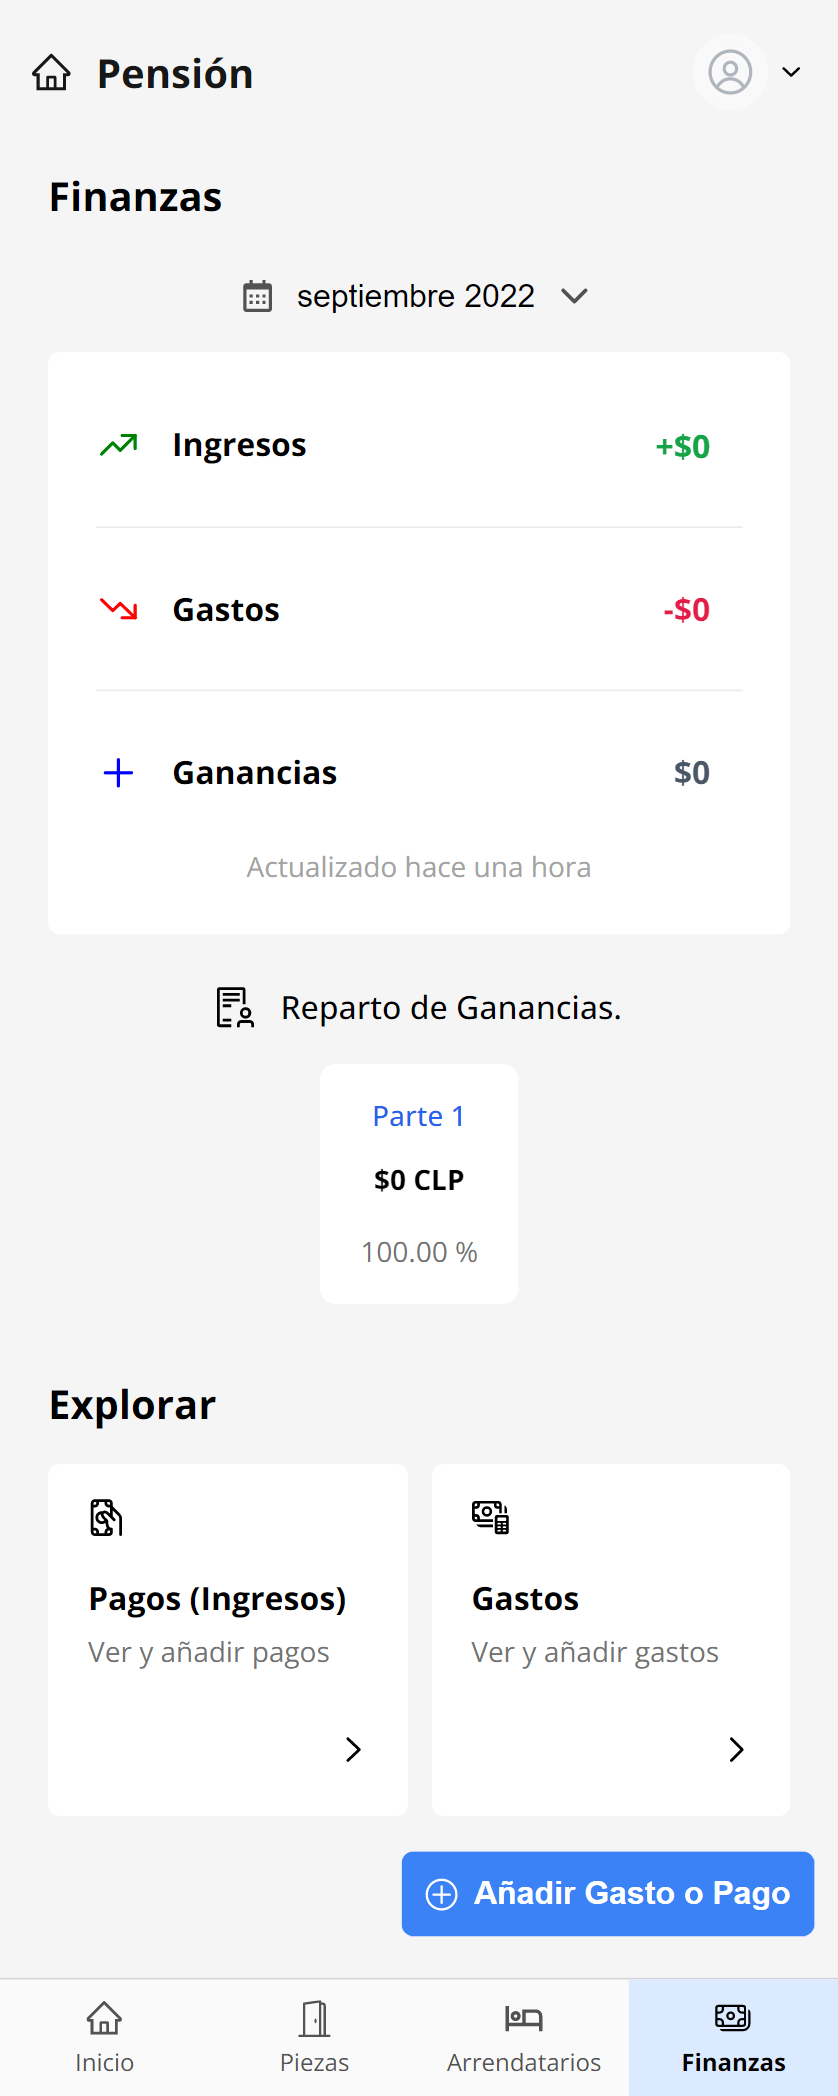 Pensión
Finanzas
septiembre 2022
Ingresos +$0
Gastos -$0
Ganancias $0
Actualizado hace una hora
Reparto de Ganancias.
Parte 1
$0 CLP
100.00 %
Explorar
Pagos (Ingresos)
Ver y añadir pagos
Gastos
Ver y añadir gastos
Añadir Gasto o Pago
Inicio Piezas Arrendatarios Finanzas